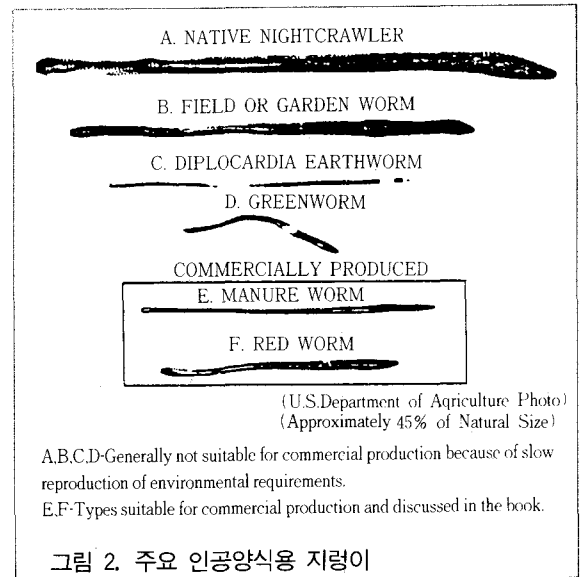 A. NATIVE NIGHTCRAWLER
B. FIELD OR GARDEN WORM
C. DIPLOCARDIA EARTHWORM
D. GREENWORM
COMMERCIALLY PRODUCED
E. MANURE WORM
F. RED WORM
(U.S.Department of Aqriculture Photo)
(Approximately 45% of Natural Size)
A,B,C,D-Generally not suitable for commercial production because of slow
reproduction of environmental requirements.
E,F-Types suitable for commercial production and discussed in the book.
그림 2. 주요 인공양식용 지렁이